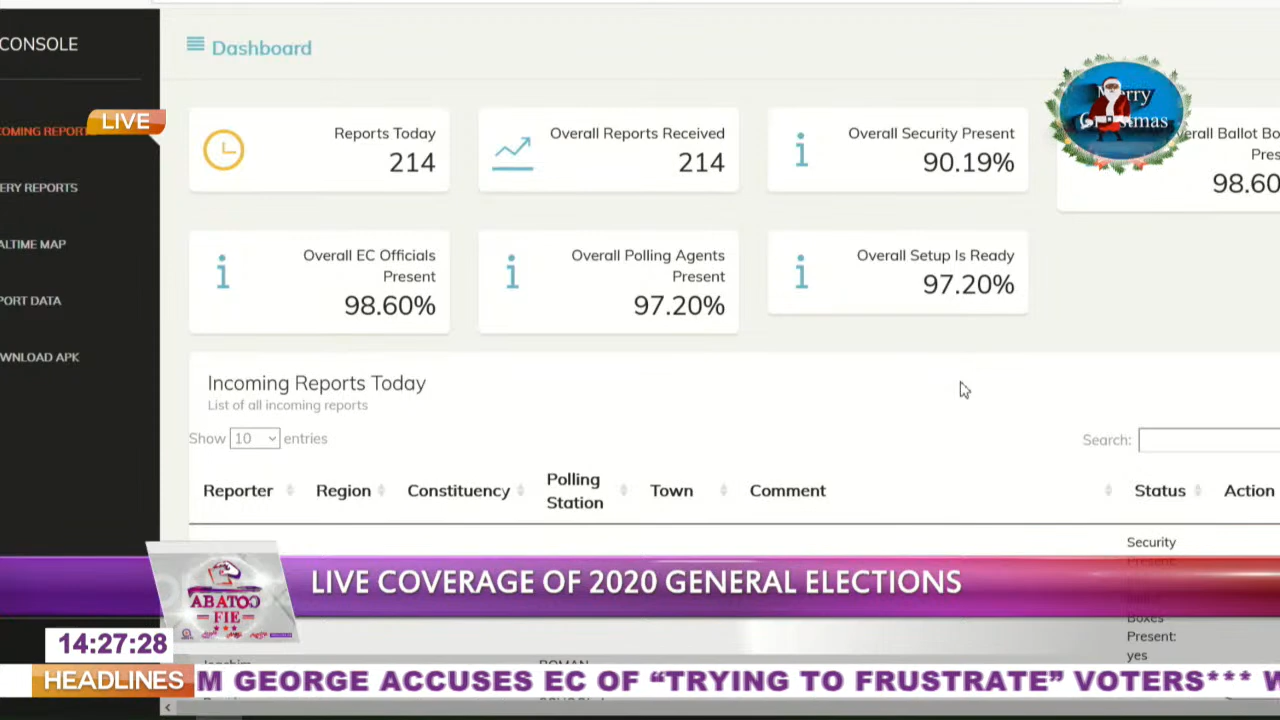 CONSOLE
Dashboard
COMING REPORT
LIVE
ERY REPORTS
ALTIME MAP
PORT DATA
WNLOAD APK
Reports Today
214
Overall Reports Received
214
Overall Security Present
90.19%
Merry
Christmas
erall Ballot Bo
Pres
98.60
Overall EC Officials
Present
98.60%
Overall Polling Agents
Present
97.20%
Overall Setup Is Ready
97.20%
Incoming Reports Today
List of all incoming reports
Show 10 entries
Search:
Reporter Region Constituency Polling Station Town Comment Status Action
Security
Present
Boxes
Present:
yes
ABATOO
FIE
LIVE COVERAGE OF 2020 GENERAL ELECTIONS
14:27:28
HEADLINES
M GEORGE ACCUSES EC OF “TRYING TO FRUSTRATE” VOTERS*** W